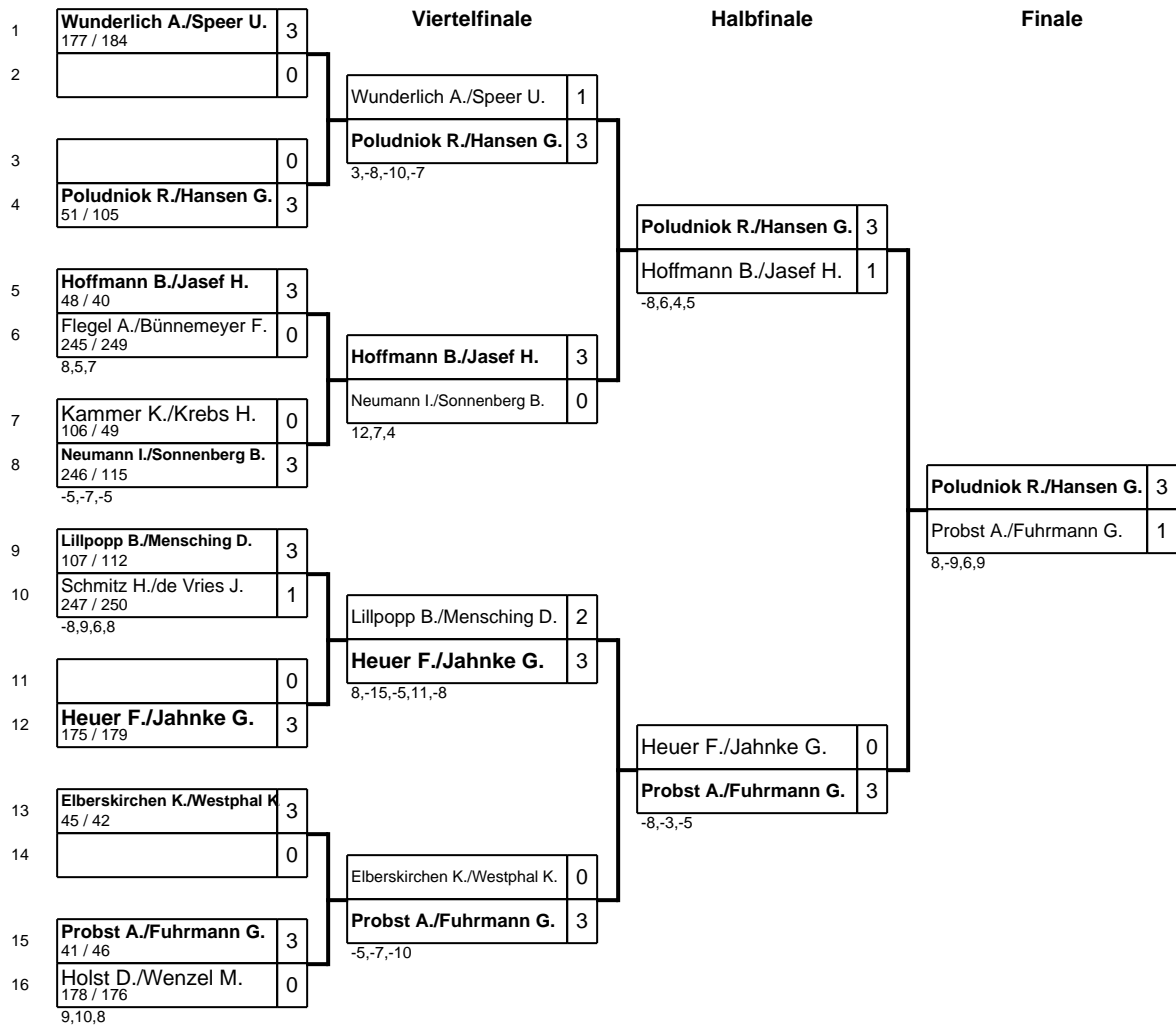 Viertelfinale
Halbfinale
Finale
1
Wunderlich A./Speer U. 3
177 / 184
2
0
3
0
4
Poludniok R./Hansen G. 3
51 / 105
5
Hoffmann B./Jasef H. 3
48 / 40
6
Flegel A./Bünnemeyer F. 0
245 / 249
8,5,7
7
Kammer K./Krebs H. 0
106 / 49
8
Neumann I./Sonnenberg B. 3
246 / 115
-5,-7,-5
9
Lillpopp B./Mensching D. 3
107 / 112
10
Schmitz H./de Vries J. 1
247 / 250
-8,9,6,8
11
0
12
Heuer F./Jahnke G. 3
175 / 179
13
Elberskirchen K./Westphal K 3
45 / 42
14
0
15
Probst A./Fuhrmann G. 3
41 / 46
16
Holst D./Wenzel M. 0
178 / 176
9,10,8
Wunderlich A./Speer U. 1
Poludniok R./Hansen G. 3
3,-8,-10,-7
Hoffmann B./Jasef H. 3
Neumann I./Sonnenberg B. 0
12,7,4
Lillpopp B./Mensching D. 2
Heuer F./Jahnke G. 3
8,-15,-5,11,-8
Elberskirchen K./Westphal K. 0
Probst A./Fuhrmann G. 3
-5,-7,-10
Poludniok R./Hansen G. 3
Hoffmann B./Jasef H. 1
-8,6,4,5
Heuer F./Jahnke G. 0
Probst A./Fuhrmann G. 3
-8,-3,-5
Poludniok R./Hansen G. 3
Probst A./Fuhrmann G. 1
8,-9,6,9